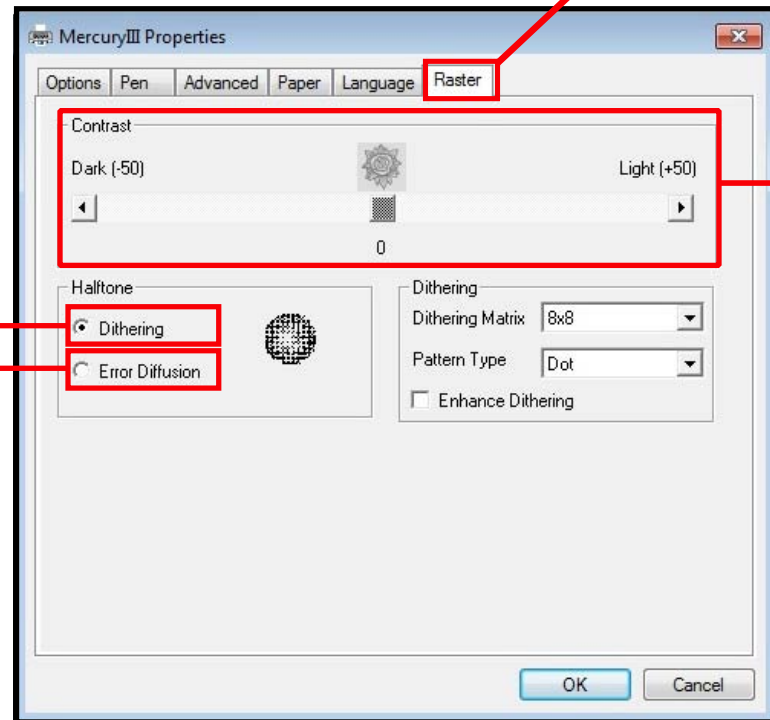 MercuryIII Properties
Options Pen Advanced Paper Language Raster
Contrast
Dark (-50) Light (+50)
0
Halftone
Dithering
Error Diffusion
Dithering
Dithering Matrix 8x8
Pattern Type Dot
Enhance Dithering
OK Cancel